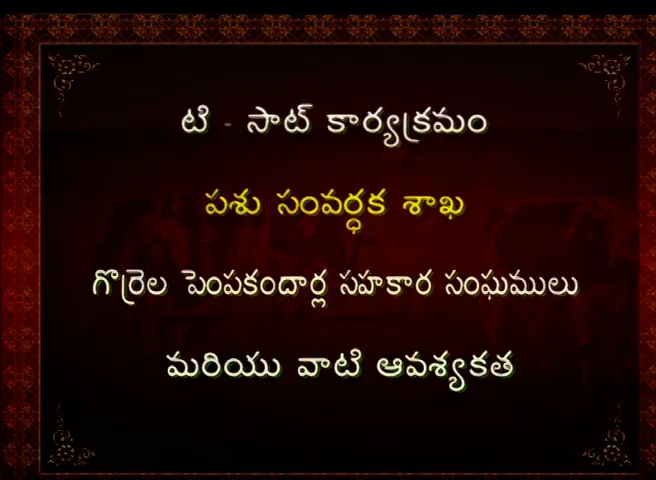 టి - సాట్ కార్యక్రమం
పశు సంవర్ధక శాఖ
గొర్రెల పెంపకందార్ల సహకార సంఘములు
మరియు వాటి ఆవశ్యకత